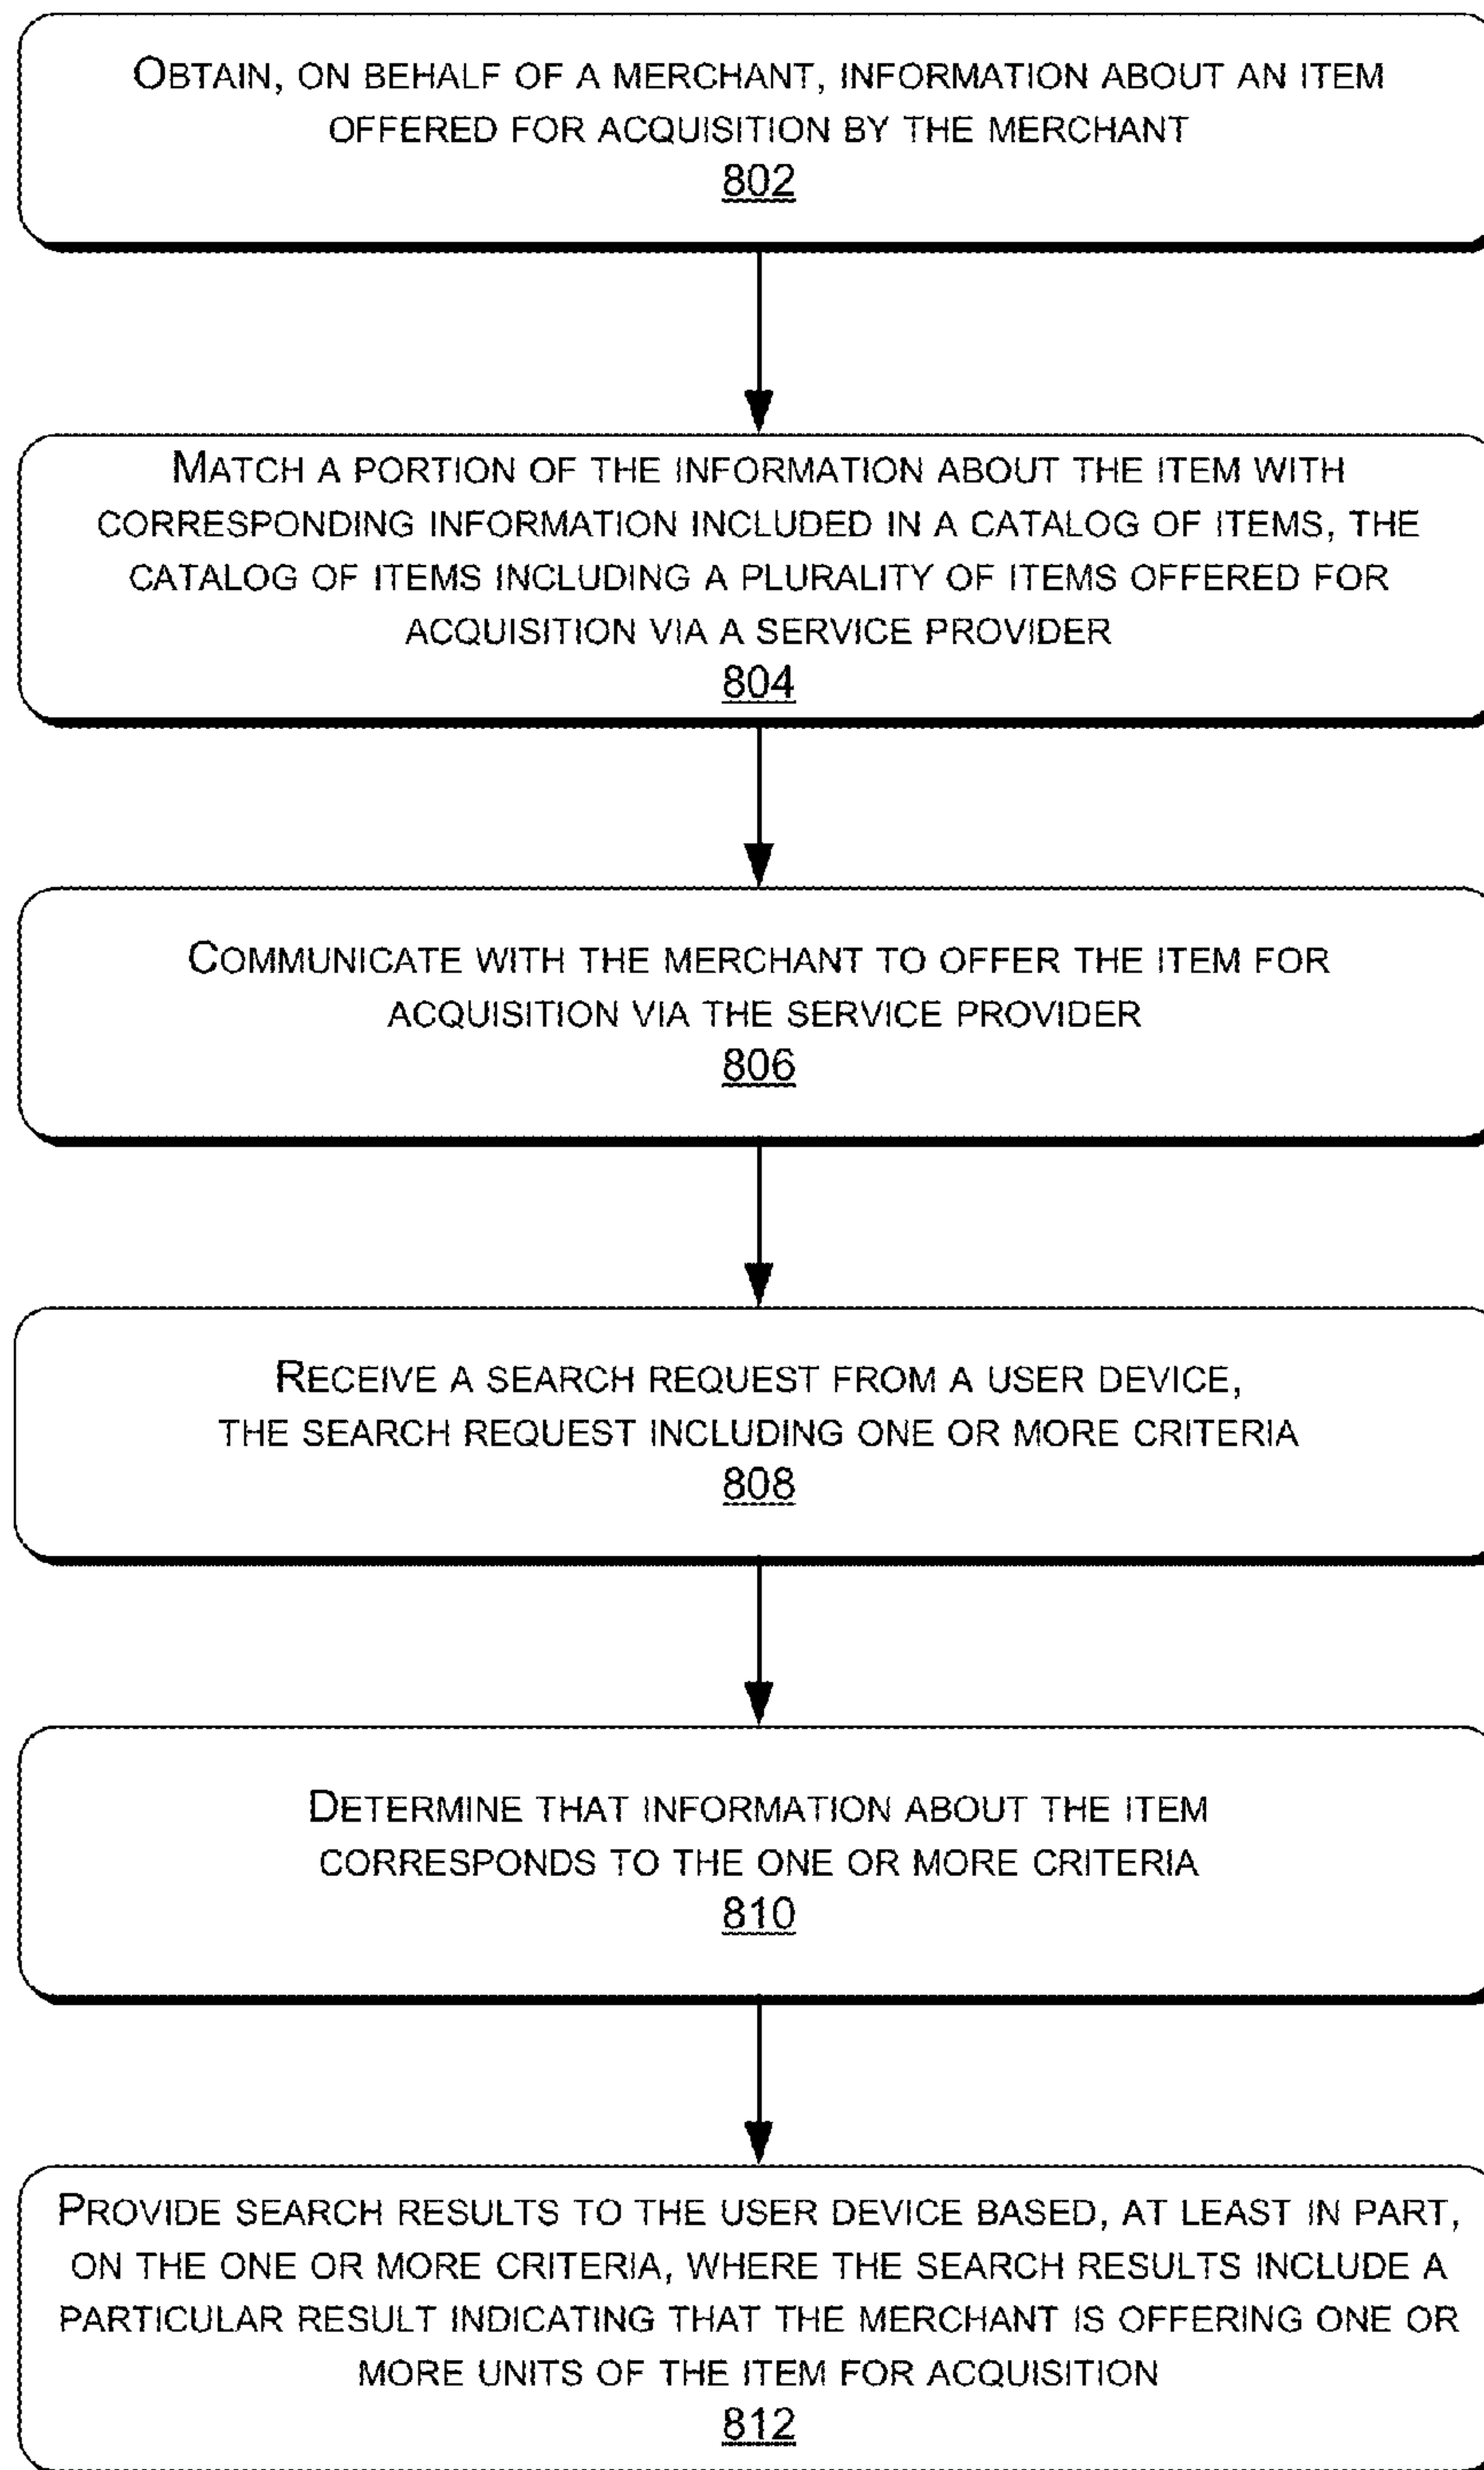 OBTAIN, ON BEHALF OF A MERCHANT, INFORMATION ABOUT AN ITEM
OFFERED FOR ACQUISITION BY THE MERCHANT
802
MATCH A PORTION OF THE INFORMATION ABOUT THE ITEM WITH
CORRESPONDING INFORMATION INCLUDED IN A CATALOG OF ITEMS, THE
CATALOG OF ITEMS INCLUDING A PLURALITY OF ITEMS OFFERED FOR
ACQUISITION VIA A SERVICE PROVIDER
804
COMMUNICATE WITH THE MERCHANT TO OFFER THE ITEM FOR
ACQUISITION VIA THE SERVICE PROVIDER
806
RECEIVE A SEARCH REQUEST FROM A USER DEVICE,
THE SEARCH REQUEST INCLUDING ONE OR MORE CRITERIA
808
DETERMINE THAT INFORMATION ABOUT THE ITEM
CORRESPONDS TO THE ONE OR MORE CRITERIA
810
PROVIDE SEARCH RESULTS TO THE USER DEVICE BASED, AT LEAST IN PART,
ON THE ONE OR MORE CRITERIA, WHERE THE SEARCH RESULTS INCLUDE A
PARTICULAR RESULT INDICATING THAT THE MERCHANT IS OFFERING ONE OR
MORE UNITS OF THE ITEM FOR ACQUISITION
812